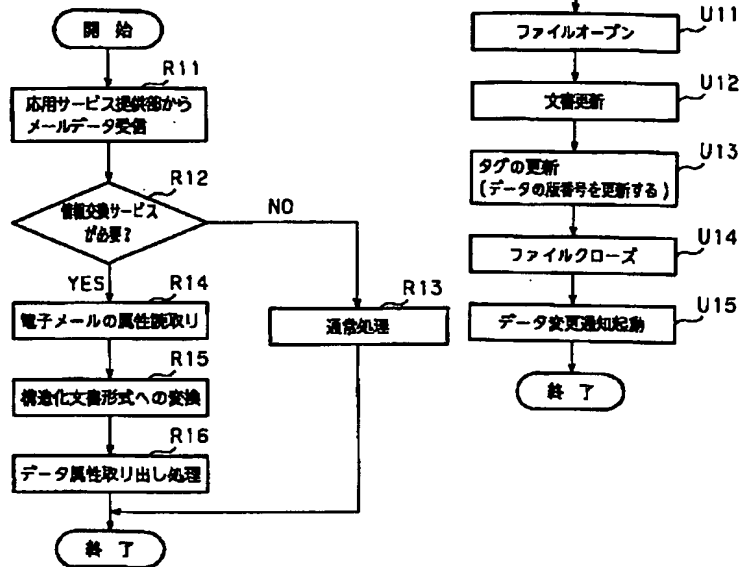 開 始
R11
応用サービス提供部から
メールデータ受信
R12
情報交換サービス
が必要?
NO
YES
R14
電子メールの属性読取り
R13
通常処理
R15
構造化文書形式への変換
R16
データ属性取り出し処理
終 了
U11
ファイルオープン
U12
文書更新
U13
タグの更新
(データの版番号を更新する)
U14
ファイルクローズ
U15
データ変更通知起動
終 了